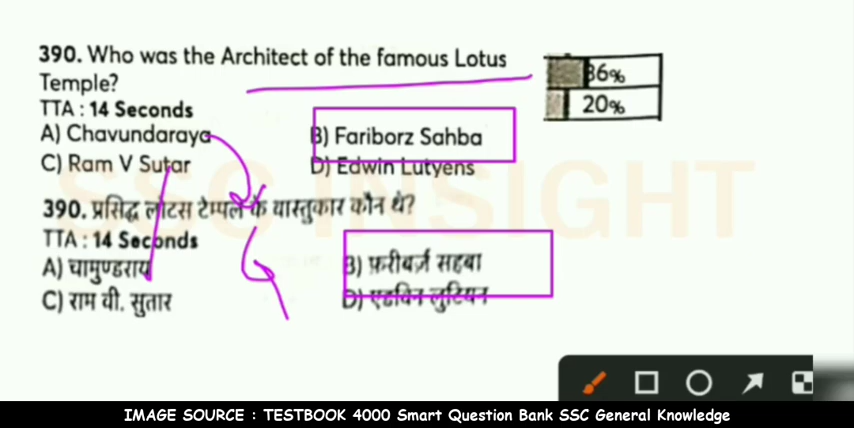 390. Who was the Architect of the famous Lotus
Temple?
TTA : 14 Seconds
A) Chavundaraya B) Fariborz Sahba
C) Ram V Sutar D) Edwin Lutyens
36%
20%
SSC INSIGHT
390. प्रसिद्ध लोटस टेम्पल के वास्तुकार कौन थे?
TTA : 14 Seconds
A) चामुण्डराय B) फ़रीबर्ज़ सहबा
C) राम वी. सुतार D) एडविन लुटियन
IMAGE SOURCE : TESTBOOK 4000 Smart Question Bank SSC General Knowledge